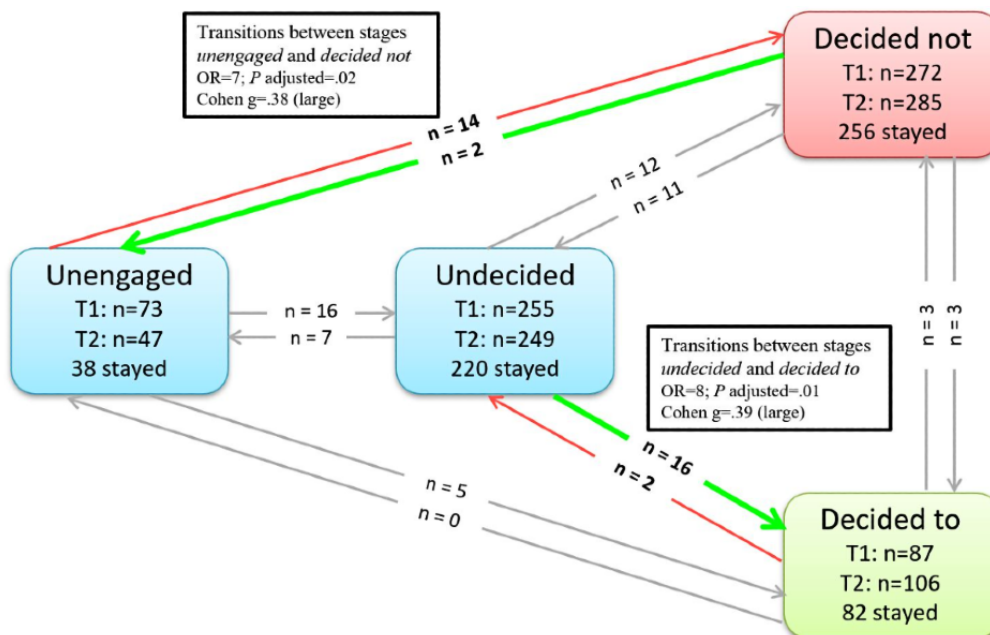 Transitions between stages
unengaged and decided not
OR=7; P adjusted=.02
Cohen g=.38 (large)
Decided not
T1: n=272
T2: n=285
256 stayed
n = 14
n = 2
n = 12
n = 11
Unengaged
T1: n=73
T2: n=47
38 stayed
n = 16
n = 7
Undecided
T1: n=255
T2: n=249
220 stayed
n = 3
n = 3
Transitions between stages
undecided and decided to
OR=8; P adjusted=.01
Cohen g=.39 (large)
n = 16
n = 2
n = 5
n = 0
Decided to
T1: n=87
T2: n=106
82 stayed